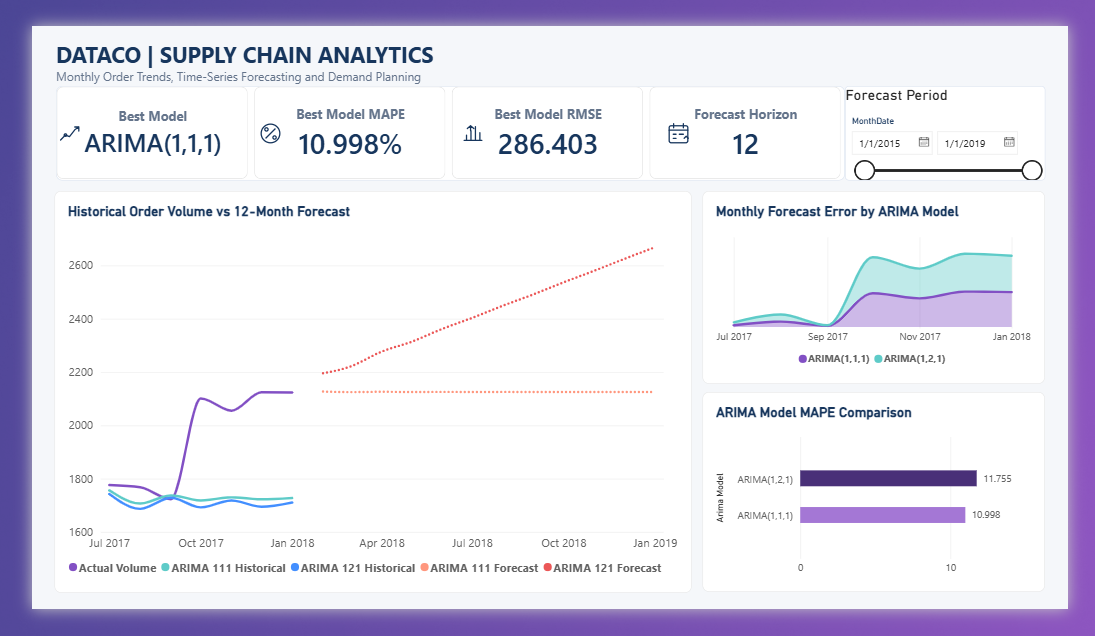 DATACO | SUPPLY CHAIN ANALYTICS
Monthly Order Trends, Time-Series Forecasting and Demand Planning
Best Model
ARIMA(1,1,1)
Best Model MAPE
10.998%
Best Model RMSE
286.403
Forecast Horizon
12
Forecast Period
MonthDate
1/1/2015
1/1/2019
Historical Order Volume vs 12-Month Forecast
2600
2400
2200
2000
1800
1600
Jul 2017 Oct 2017 Jan 2018 Apr 2018 Jul 2018 Oct 2018 Jan 2019
Actual Volume ARIMA 111 Historical ARIMA 121 Historical ARIMA 111 Forecast ARIMA 121 Forecast
Monthly Forecast Error by ARIMA Model
Jul 2017 Sep 2017 Nov 2017 Jan 2018
ARIMA(1,1,1) ARIMA(1,2,1)
ARIMA Model MAPE Comparison
Arima Model
ARIMA(1,2,1) 11.755
ARIMA(1,1,1) 10.998
0 10